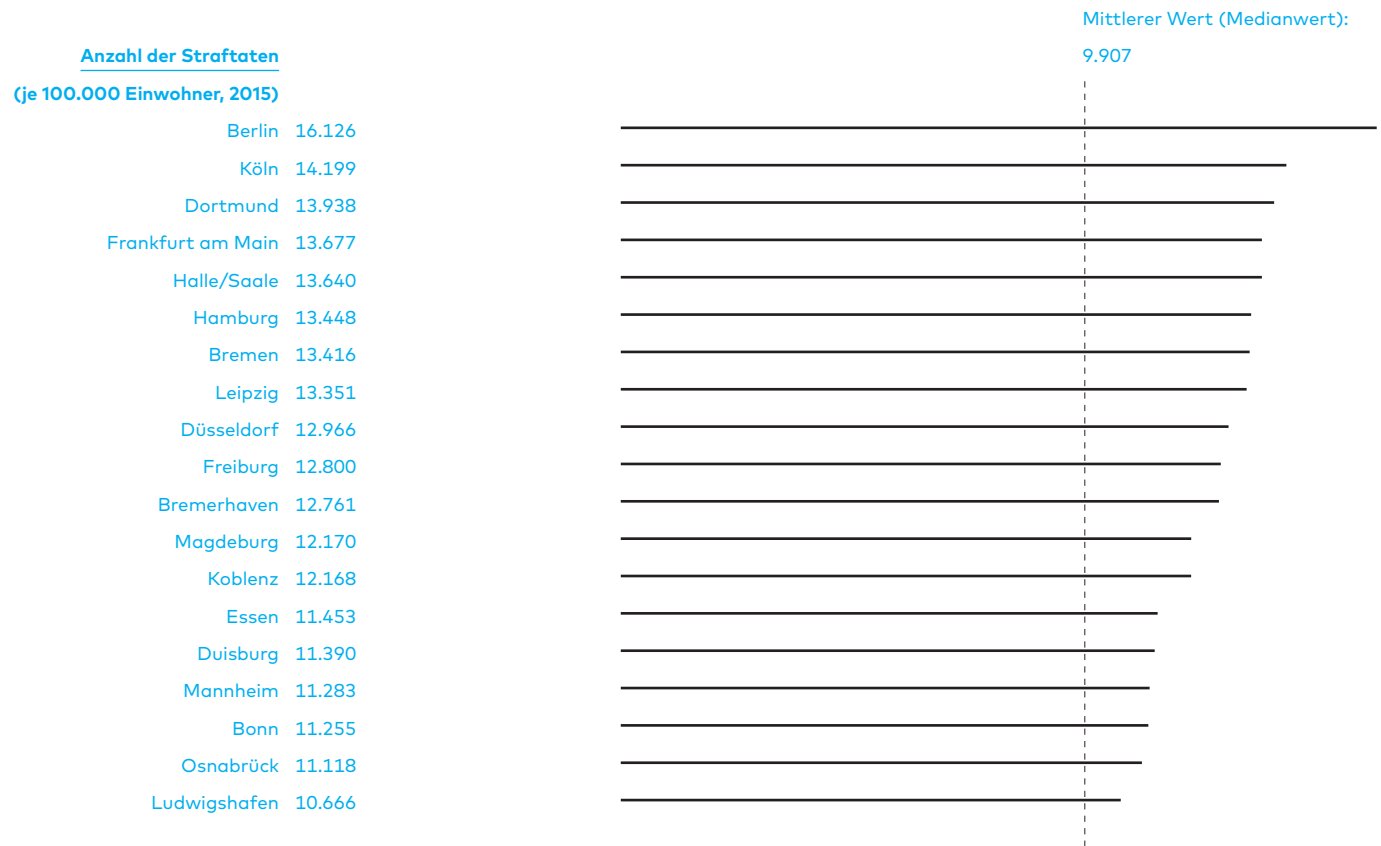 Mittlerer Wert (Medianwert):
Anzahl der Straftaten
9.907
(je 100.000 Einwohner, 2015)
Berlin 16.126
Köln 14.199
Dortmund 13.938
Frankfurt am Main 13.677
Halle/Saale 13.640
Hamburg 13.448
Bremen 13.416
Leipzig 13.351
Düsseldorf 12.966
Freiburg 12.800
Bremerhaven 12.761
Magdeburg 12.170
Koblenz 12.168
Essen 11.453
Duisburg 11.390
Mannheim 11.283
Bonn 11.255
Osnabrück 11.118
Ludwigshafen 10.666